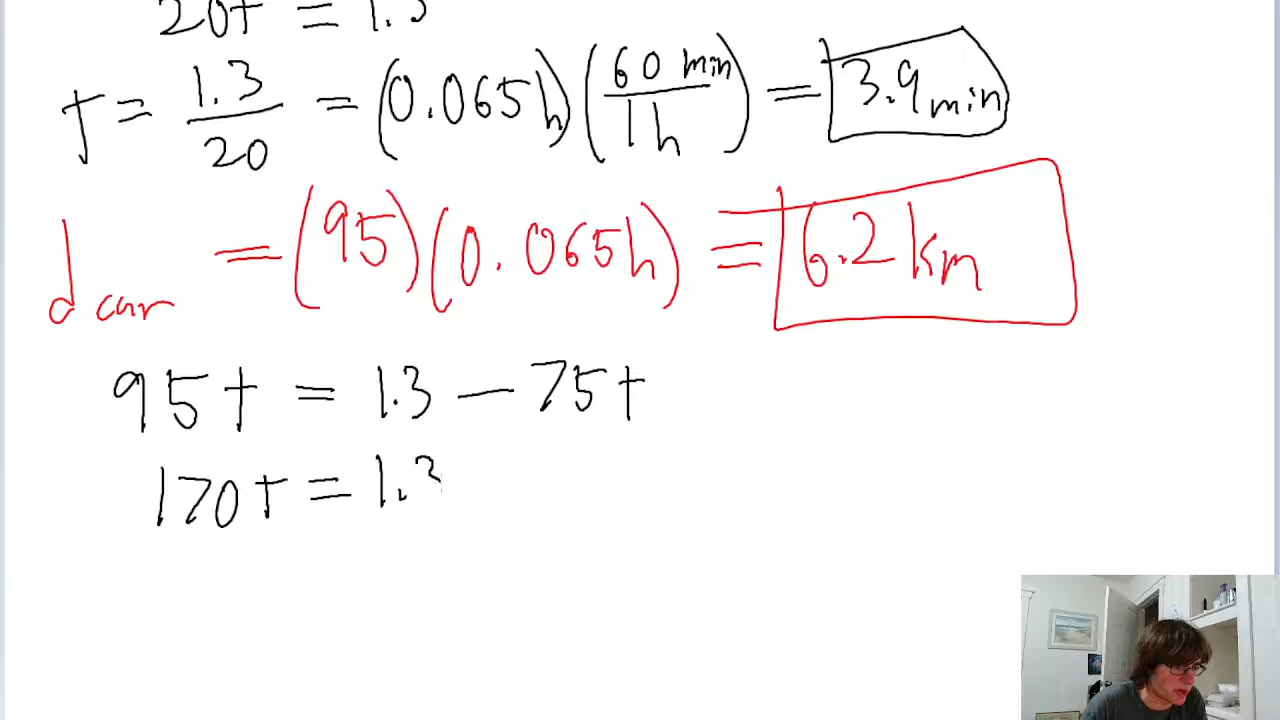 20t = 1.3
t = 1.3/20 = (0.065h)(60 min/1h) = 3.9 min
d car = (95)(0.065h) = 6.2 km
95t = 1.3 - 75t
170t = 1.3